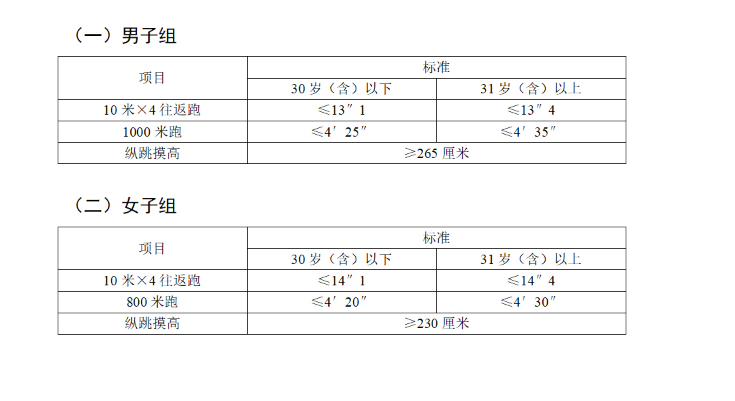 （一）男子组
项目 标准
30 岁（含）以下 31 岁（含）以上
10 米×4 往返跑 ≤13″1 ≤13″4
1000 米跑 ≤4′25″ ≤4′35″
纵跳摸高 ≥265 厘米
（二）女子组
项目 标准
30 岁（含）以下 31 岁（含）以上
10 米×4 往返跑 ≤14″1 ≤14″4
800 米跑 ≤4′20″ ≤4′30″
纵跳摸高 ≥230 厘米